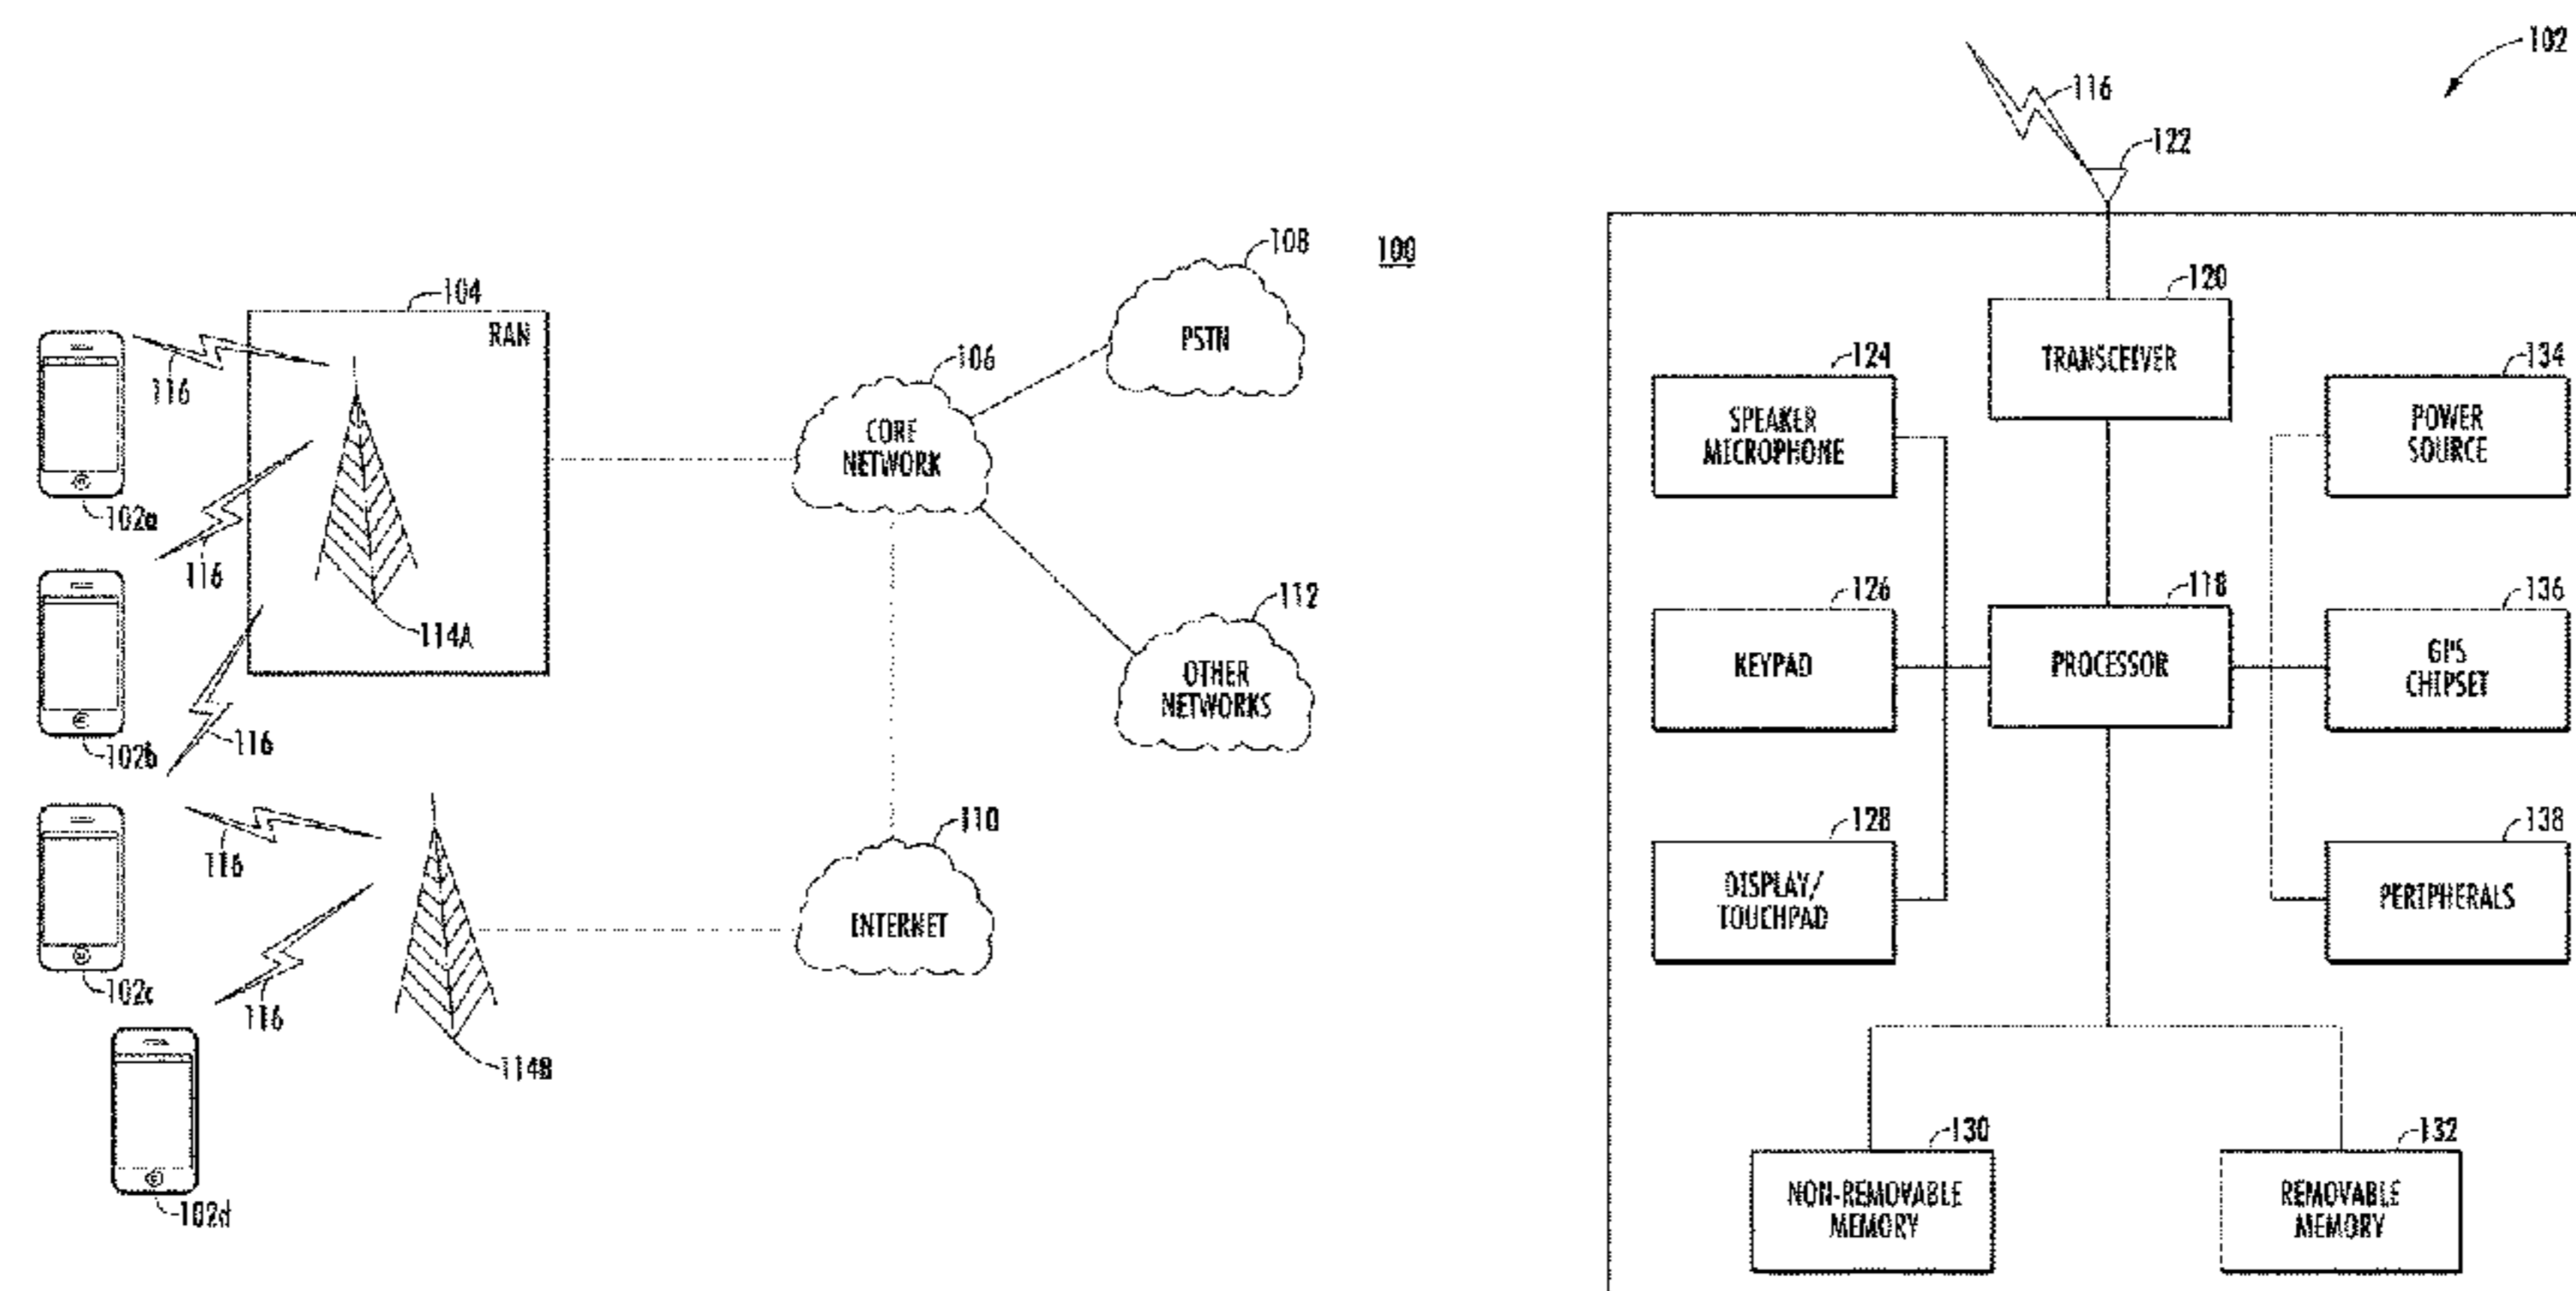 100
104
RAN
116
102a
116
102b
116
114A
106
CORE
NETWORK
108
PSTN
112
OTHER
NETWORKS
110
INTERNET
116
102c
116
102d
114B
102
116
122
120
TRANSCEIVER
124
SPEAKER
MICROPHONE
134
POWER
SOURCE
126
KEYPAD
118
PROCESSOR
136
GPS
CHIPSET
128
DISPLAY/
TOUCHPAD
138
PERIPHERALS
130
NON-REMOVABLE
MEMORY
132
REMOVABLE
MEMORY